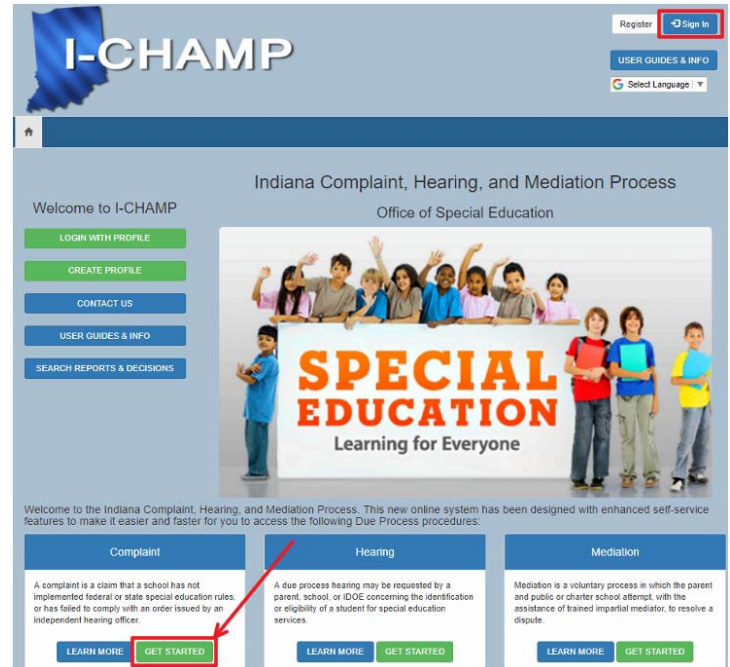 I-CHAMP
Register
Sign In
USER GUIDES & INFO
G Select Language ▼
Indiana Complaint, Hearing, and Mediation Process
Welcome to I-CHAMP
Office of Special Education
LOGIN WITH PROFILE
CREATE PROFILE
CONTACT US
USER GUIDES & INFO
SEARCH REPORTS & DECISIONS
SPECIAL
EDUCATION
Learning for Everyone
Welcome to the Indiana Complaint, Hearing, and Mediation Process. This new online system has been designed with enhanced self-service
features to make it easier and faster for you to access the following Due Process procedures:
Complaint
A complaint is a claim that a school has not
implemented federal or state special education rules,
or has failed to comply with an order issued by an
independent hearing officer.
LEARN MORE
GET STARTED
Hearing
A due process hearing may be requested by a
parent, school, or IDOE concerning the identification
or eligibility of a student for special education
services.
LEARN MORE
GET STARTED
Mediation
Mediation is a voluntary process in which the parent
and public or charter school attempt, with the
assistance of trained impartial mediator, to resolve a
dispute.
LEARN MORE
GET STARTED